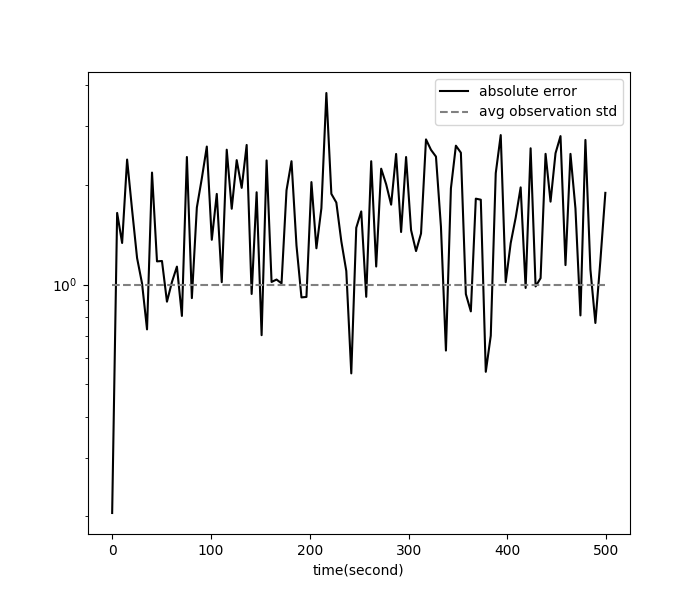 absolute error
avg observation std
10⁰
0 100 200 300 400 500
time(second)